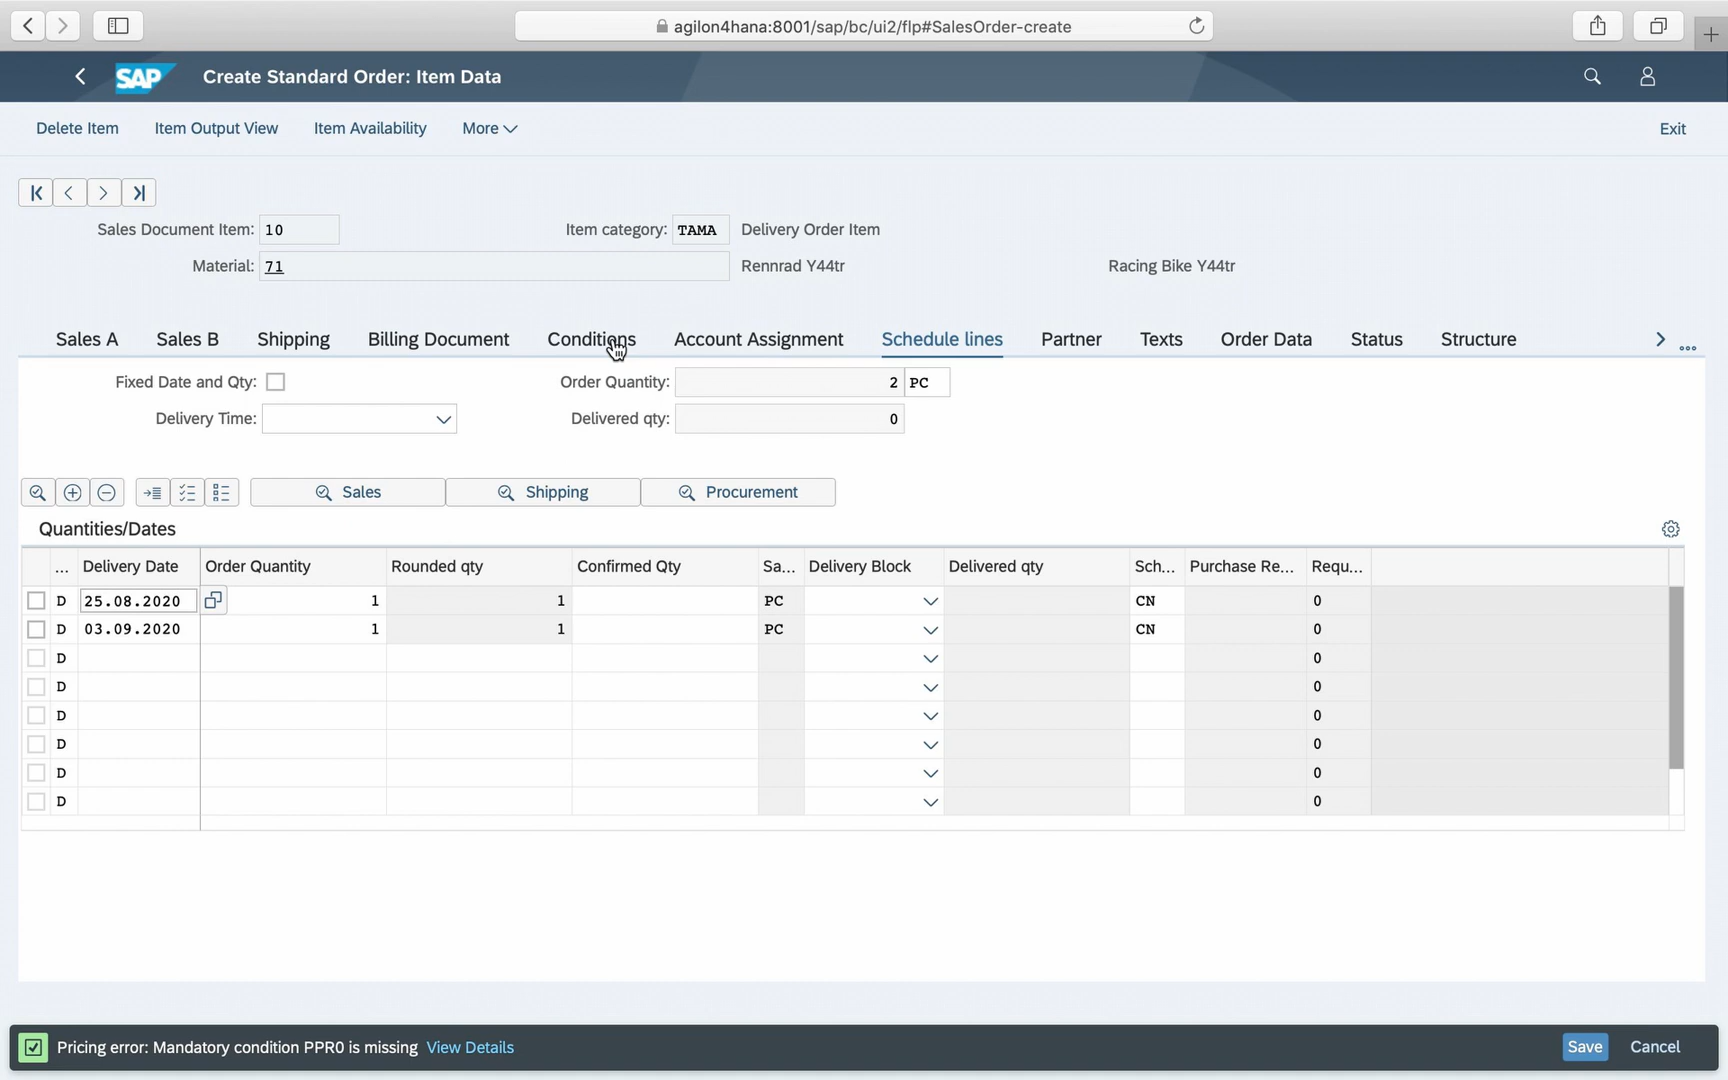 agilon4hana:8001/sap/bc/ui2/flp#SalesOrder-create
SAP Create Standard Order: Item Data
Delete Item Item Output View Item Availability More Exit
Sales Document Item: 10 Item category: TAMA Delivery Order Item
Material: 71 Rennrad Y44tr Racing Bike Y44tr
Sales A Sales B Shipping Billing Document Conditions Account Assignment Schedule lines Partner Texts Order Data Status Structure ...
Fixed Date and Qty: Order Quantity: 2 PC
Delivery Time: Delivered qty: 0
Sales Shipping Procurement
Quantities/Dates
... Delivery Date Order Quantity Rounded qty Confirmed Qty Sa... Delivery Block Delivered qty Sch... Purchase Re... Requ...
D 25.08.2020 1 1 PC CN 0
D 03.09.2020 1 1 PC CN 0
D 0
D 0
D 0
D 0
D 0
D 0
Pricing error: Mandatory condition PPR0 is missing View Details Save Cancel